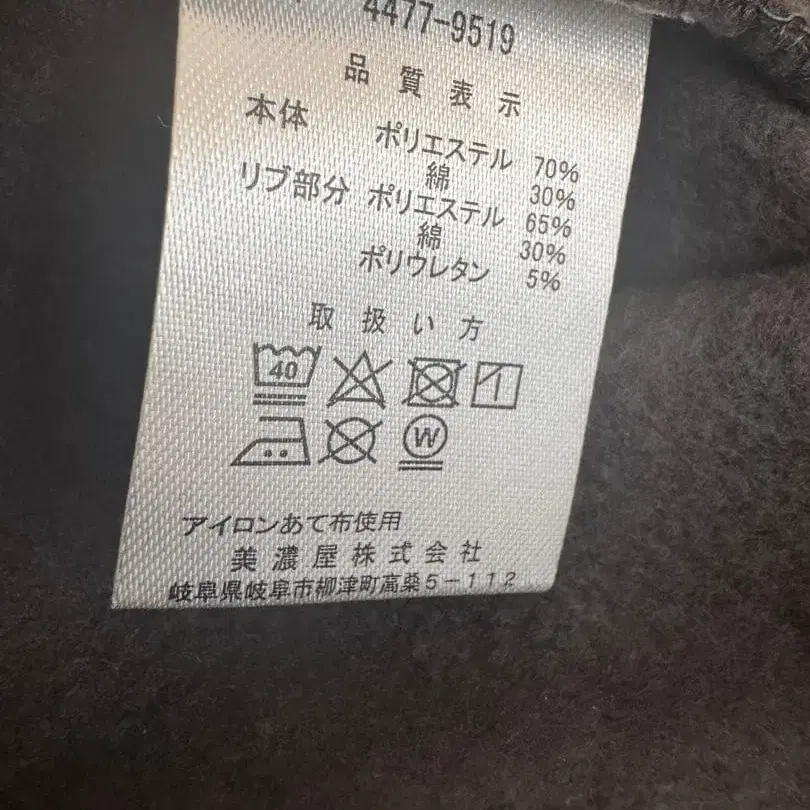 4477-9519
品質表示
本体 ポリエステル 70%
綿 30%
リブ部分 ポリエステル 65%
綿 30%
ポリウレタン 5%
取扱い方
40
W
アイロンあて布使用
美濃屋株式会社
岐阜県岐阜市柳津町高桑5-112